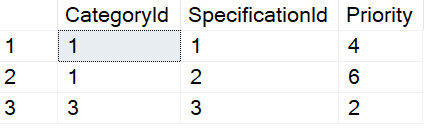 CategoryId SpecificationId Priority
1 1 1 4
2 1 2 6
3 3 3 2